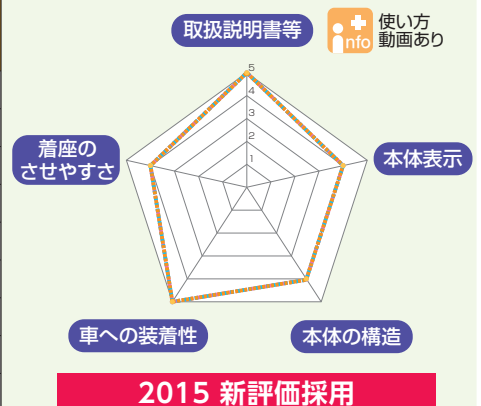 取扱説明書等
info
使い方
動画あり
5
4
3
2
1
着座の
させやすさ
本体表示
車への装着性
本体の構造
2015 新評価採用